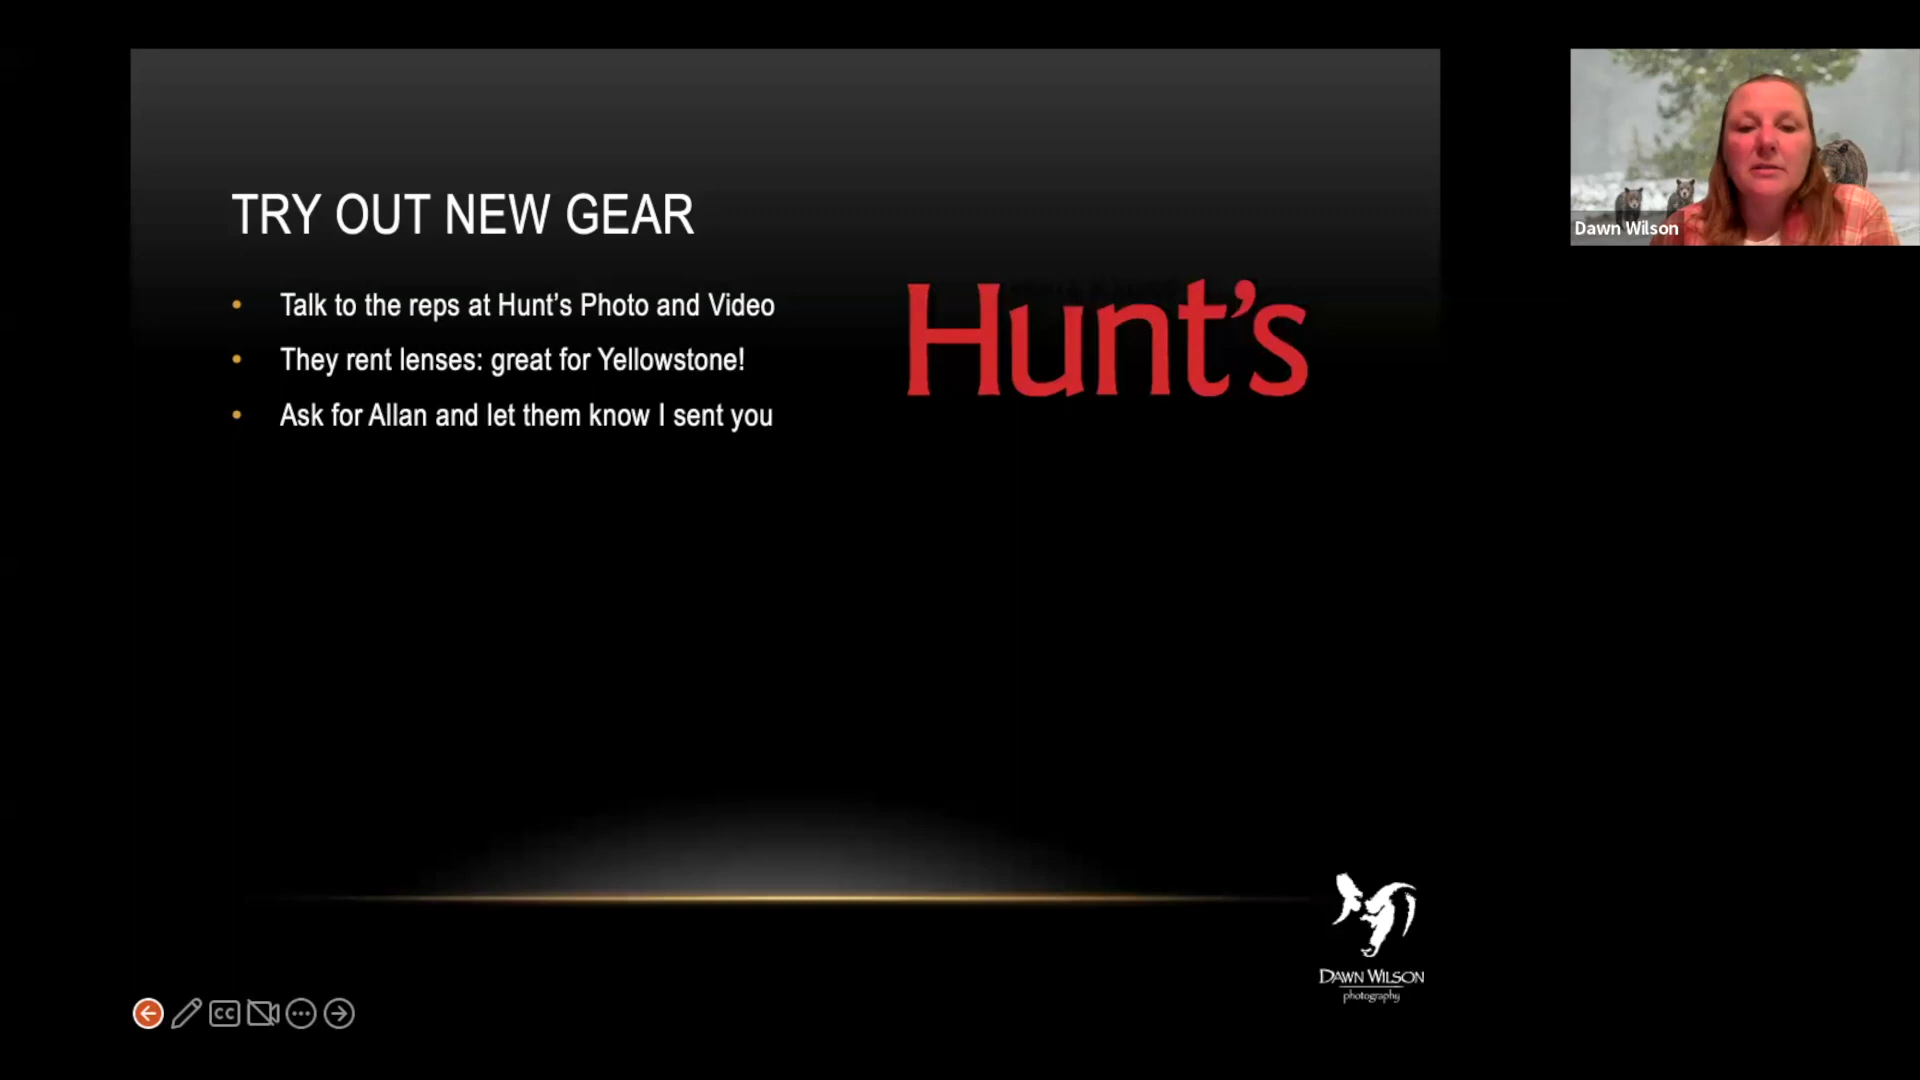 TRY OUT NEW GEAR
Talk to the reps at Hunt’s Photo and Video
They rent lenses: great for Yellowstone!
Ask for Allan and let them know I sent you
Hunt’s
Dawn Wilson
DAWN WILSON
photography
CC